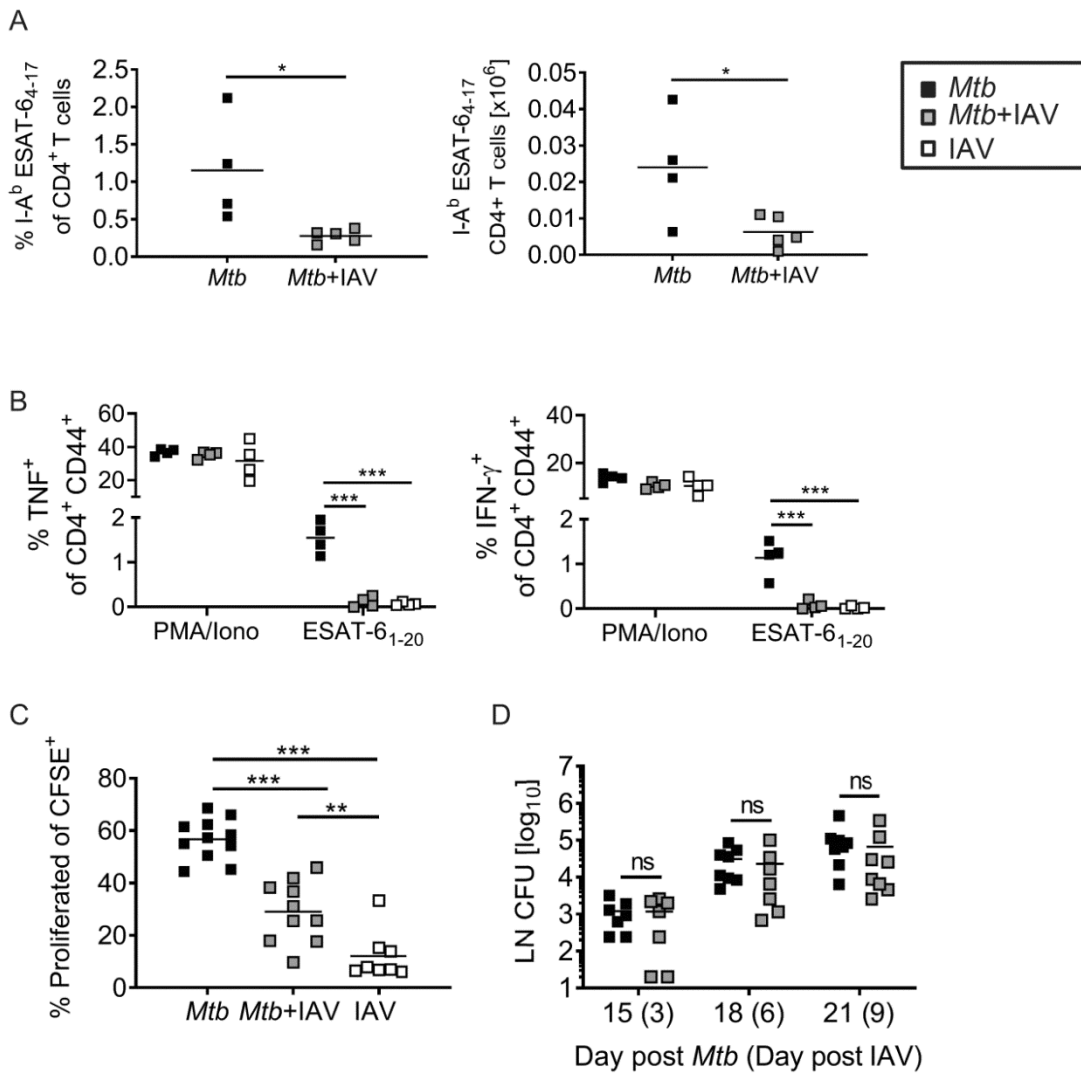 A
% I-Aᵇ ESAT-6₄₋₁₇
of CD4⁺ T cells
2.5
2.0
1.5
1.0
0.5
0.0
*
Mtb
Mtb+IAV
I-Aᵇ ESAT-6₄₋₁₇
CD4+ T cells [x10⁶]
0.05
0.04
0.03
0.02
0.01
0.00
*
Mtb
Mtb+IAV
Mtb
Mtb+IAV
IAV
B
% TNF⁺
of CD4⁺ CD44⁺
60
40
20
2
1
0
***
***
PMA/Iono
ESAT-6₁₋₂₀
% IFN-γ⁺
of CD4⁺ CD44⁺
40
20
2
1
0
***
***
PMA/Iono
ESAT-6₁₋₂₀
C
% Proliferated of CFSE⁺
80
60
40
20
0
***
***
**
Mtb
Mtb+IAV
IAV
D
LN CFU [log₁₀]
7
6
5
4
3
2
1
ns
ns
ns
15 (3)
18 (6)
21 (9)
Day post Mtb (Day post IAV)